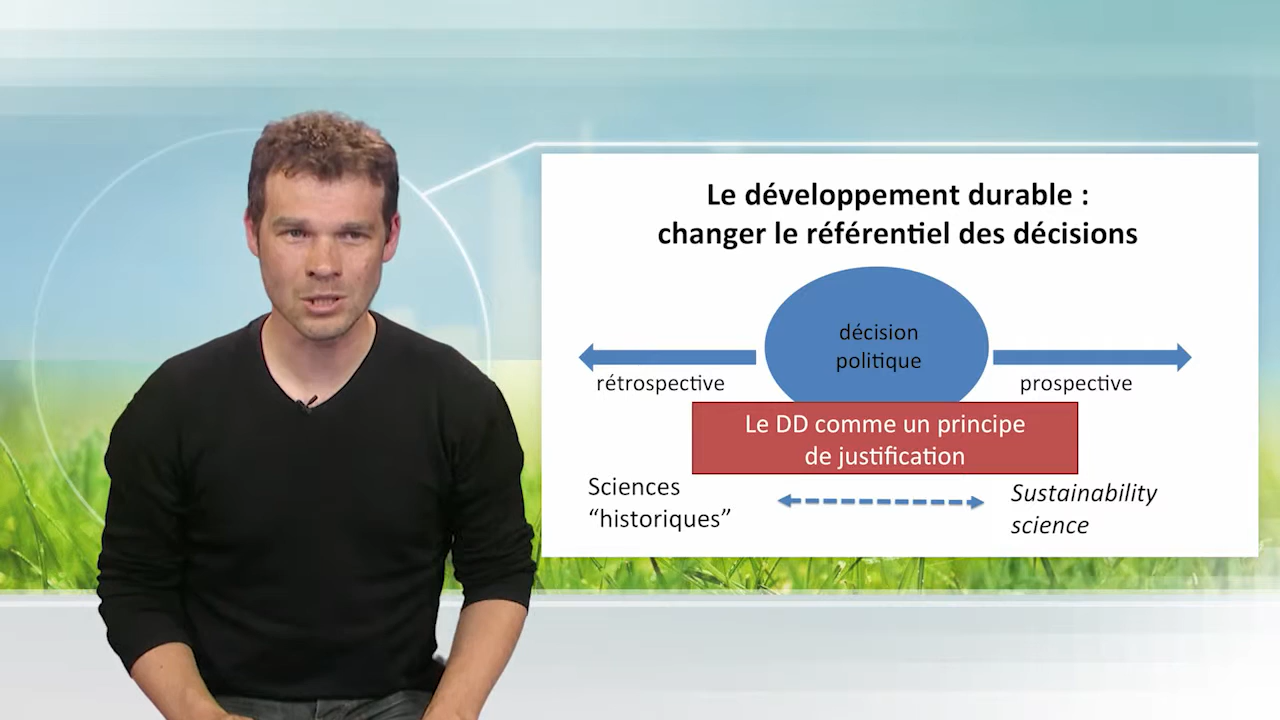 Le développement durable :
changer le référentiel des décisions
décision
politique
rétrospective
prospective
Le DD comme un principe
de justification
Sciences
“historiques”
Sustainability
science